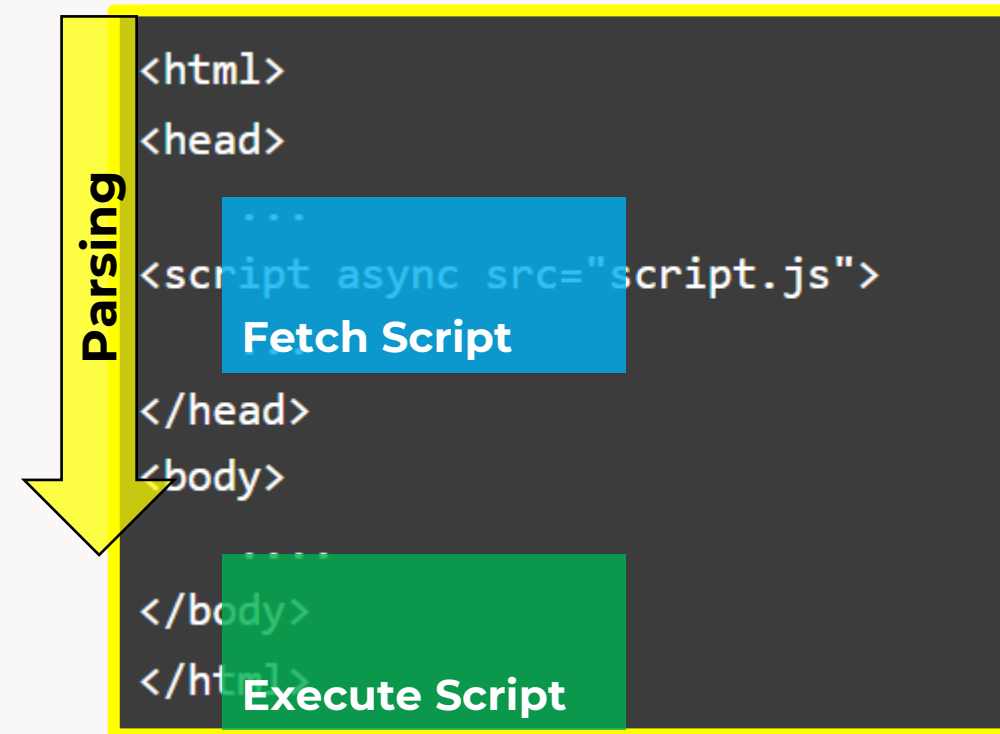 Parsing
<html>
<head>
...
<script async src="script.js">
Fetch Script
...
</head>
<body>
....
</body>
</html>
Execute Script